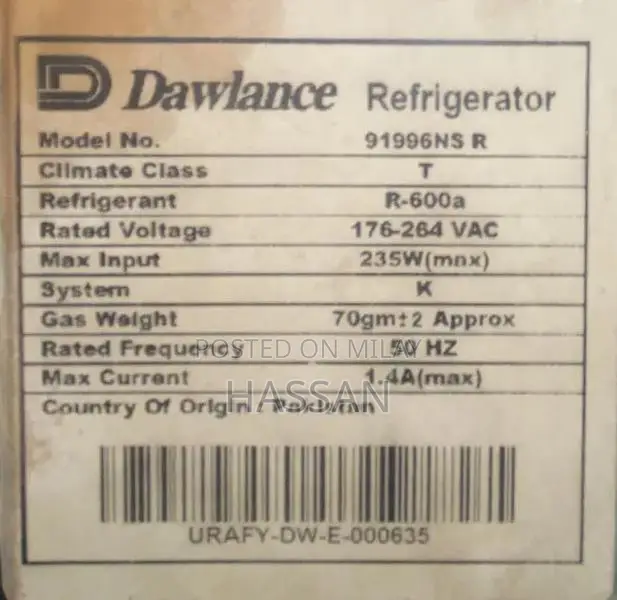 Dawlance Refrigerator
Model No. 91996NS R
Climate Class T
Refrigerant R-600a
Rated Voltage 176-264 VAC
Max Input 235W(max)
System K
Gas Weight 70gm±2 Approx
POSTED ON
Rated Frequency 50 HZ
Max Current 1.4A(max)
HASSAN
Country Of Origin: Pakistan
URAFY-DW-E-000635